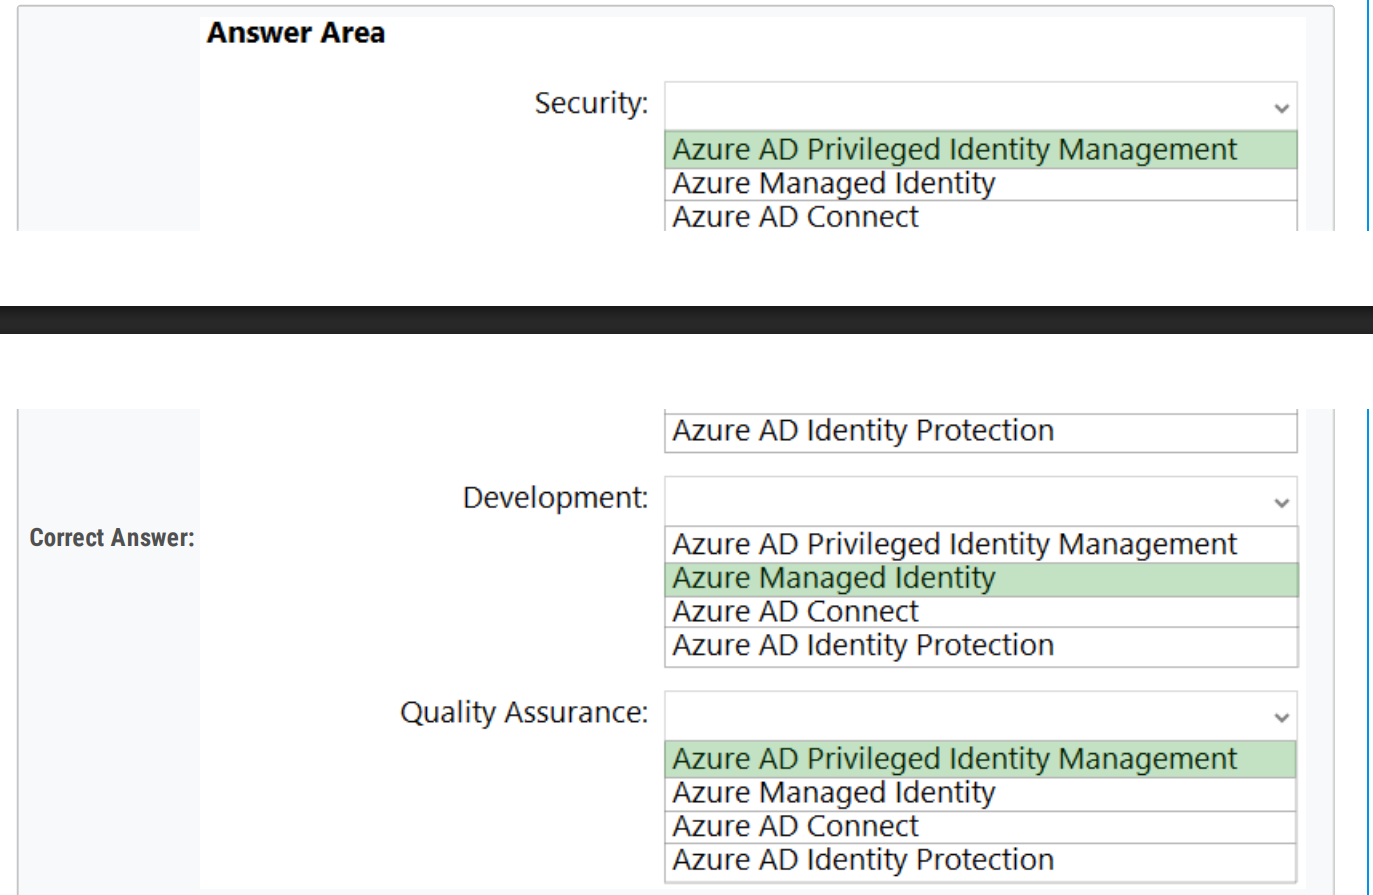 Answer Area
Security:
Azure AD Privileged Identity Management
Azure Managed Identity
Azure AD Connect
Azure AD Identity Protection
Development:
Correct Answer:
Azure AD Privileged Identity Management
Azure Managed Identity
Azure AD Connect
Azure AD Identity Protection
Quality Assurance:
Azure AD Privileged Identity Management
Azure Managed Identity
Azure AD Connect
Azure AD Identity Protection